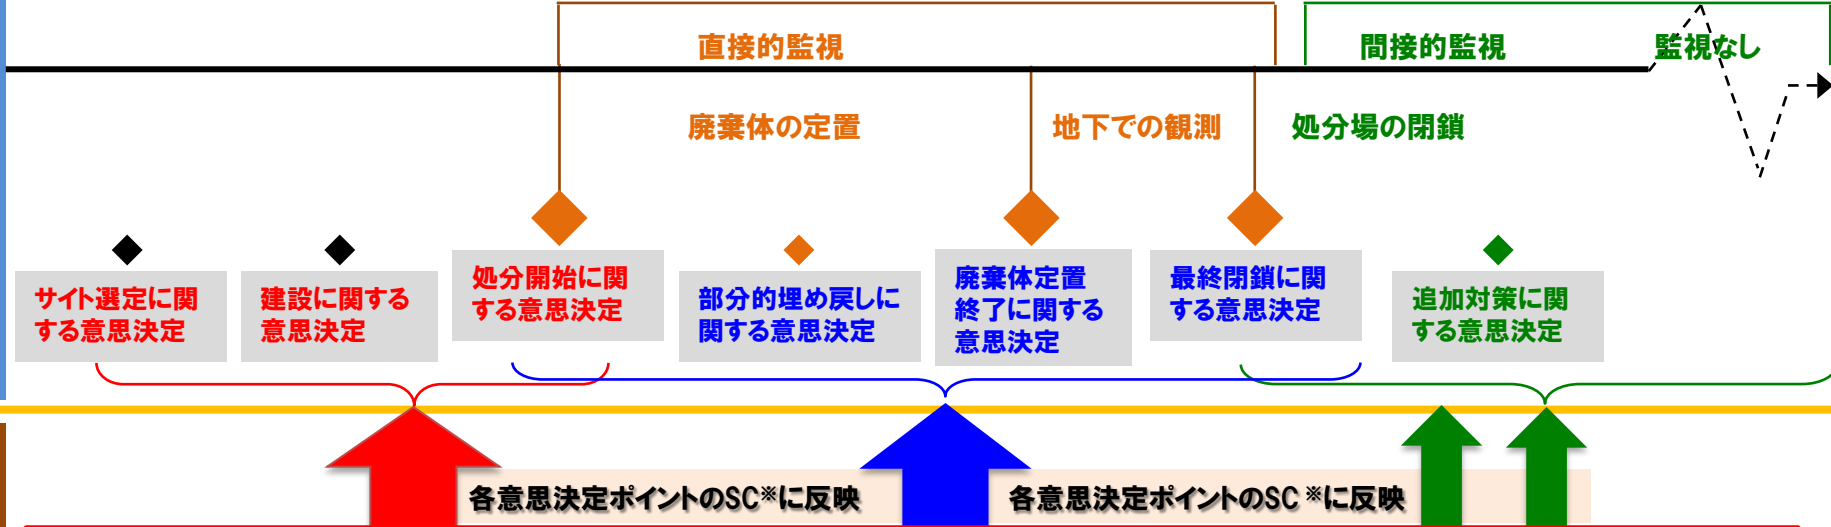 直接的監視
間接的監視
監視なし
廃棄体の定置
地下での観測
処分場の閉鎖
サイト選定に関
する意思決定
建設に関する
意思決定
処分開始に関
する意思決定
部分的埋め戻しに
関する意思決定
廃棄体定置
終了に関する
意思決定
最終閉鎖に関
する意思決定
追加対策に関
する意思決定
各意思決定ポイントのSC※に反映
各意思決定ポイントのSC※に反映